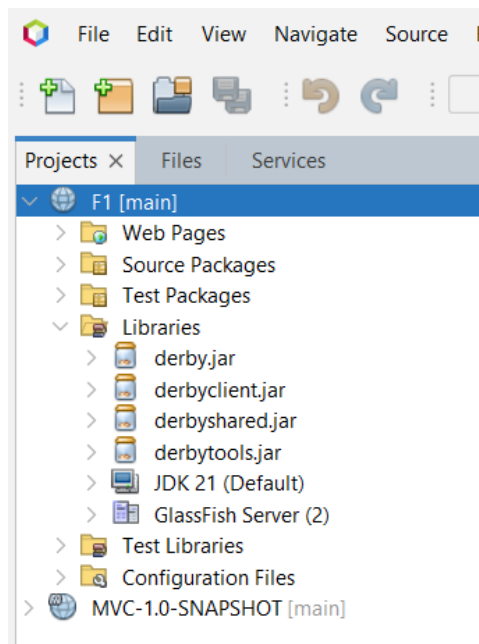 File Edit View Navigate Source
Projects × Files Services
F1 [main]
Web Pages
Source Packages
Test Packages
Libraries
derby.jar
derbyclient.jar
derbyshared.jar
derbytools.jar
JDK 21 (Default)
GlassFish Server (2)
Test Libraries
Configuration Files
MVC-1.0-SNAPSHOT [main]